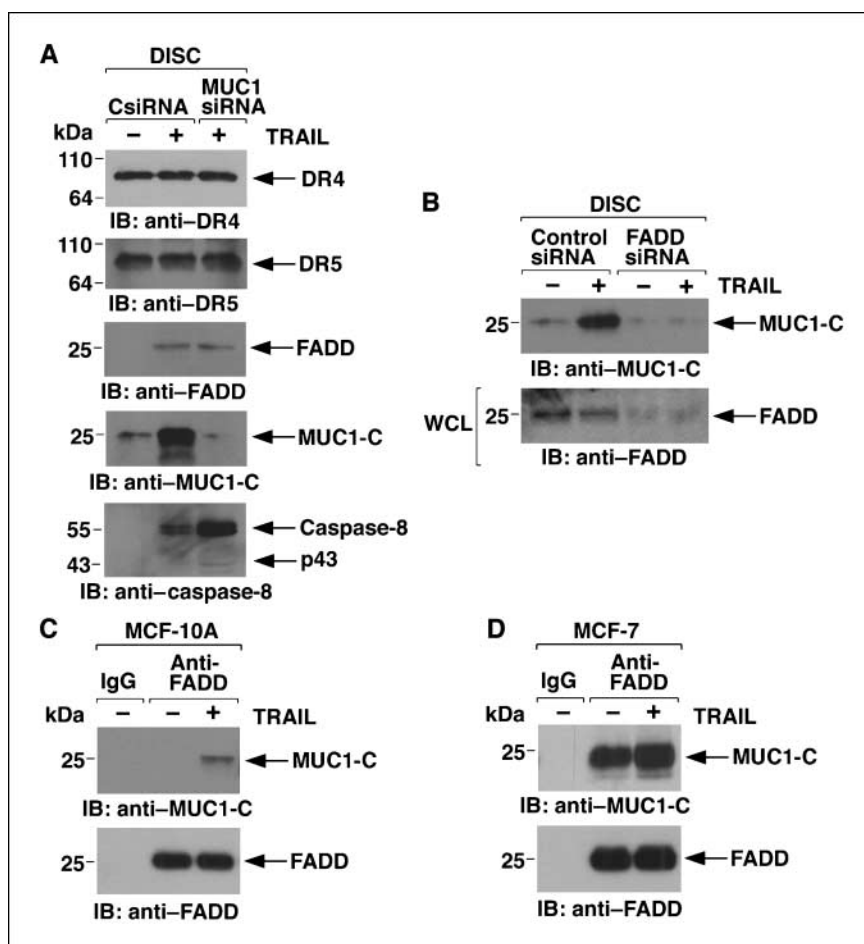 A
DISC
CsiRNA
MUC1
siRNA
kDa
– + + TRAIL
110
64
DR4
IB: anti–DR4
110
64
DR5
IB: anti–DR5
25
FADD
IB: anti–FADD
25
MUC1-C
IB: anti–MUC1-C
55
43
Caspase-8
p43
IB: anti–caspase-8
B
DISC
Control
siRNA
FADD
siRNA
– + – + TRAIL
25
MUC1-C
IB: anti–MUC1-C
WCL
25
FADD
IB: anti–FADD
C
MCF-10A
IgG
Anti-
FADD
kDa
– – + TRAIL
25
MUC1-C
IB: anti–MUC1-C
25
FADD
IB: anti–FADD
D
MCF-7
IgG
Anti-
FADD
kDa
– – + TRAIL
25
MUC1-C
IB: anti–MUC1-C
25
FADD
IB: anti–FADD